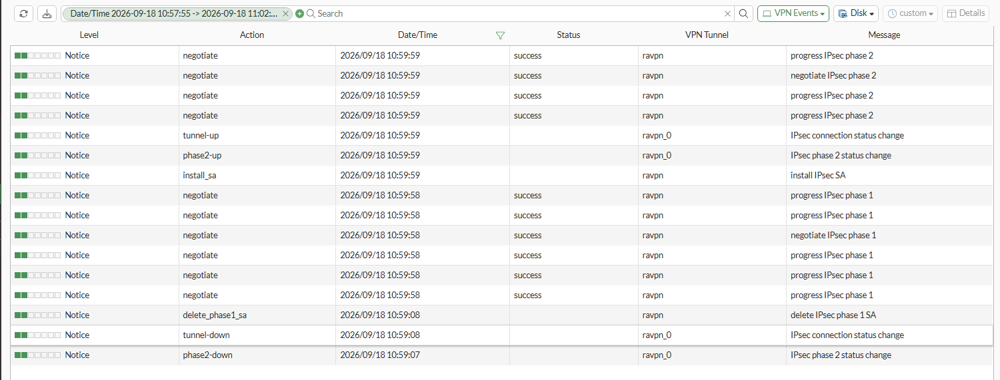 Date/Time 2026-09-18 10:57:55 -> 2026-09-18 11:02:... Search VPN Events Disk custom Details
Level Action Date/Time Status VPN Tunnel Message
Notice negotiate 2026/09/18 10:59:59 success ravpn progress IPsec phase 2
Notice negotiate 2026/09/18 10:59:59 success ravpn negotiate IPsec phase 2
Notice negotiate 2026/09/18 10:59:59 success ravpn progress IPsec phase 2
Notice negotiate 2026/09/18 10:59:59 success ravpn progress IPsec phase 2
Notice tunnel-up 2026/09/18 10:59:59 ravpn_0 IPsec connection status change
Notice phase2-up 2026/09/18 10:59:59 ravpn_0 IPsec phase 2 status change
Notice install_sa 2026/09/18 10:59:59 ravpn install IPsec SA
Notice negotiate 2026/09/18 10:59:58 success ravpn progress IPsec phase 1
Notice negotiate 2026/09/18 10:59:58 success ravpn progress IPsec phase 1
Notice negotiate 2026/09/18 10:59:58 success ravpn negotiate IPsec phase 1
Notice negotiate 2026/09/18 10:59:58 success ravpn progress IPsec phase 1
Notice negotiate 2026/09/18 10:59:58 success ravpn progress IPsec phase 1
Notice negotiate 2026/09/18 10:59:58 success ravpn progress IPsec phase 1
Notice delete_phase1_sa 2026/09/18 10:59:08 ravpn delete IPsec phase 1 SA
Notice tunnel-down 2026/09/18 10:59:08 ravpn_0 IPsec connection status change
Notice phase2-down 2026/09/18 10:59:07 ravpn_0 IPsec phase 2 status change